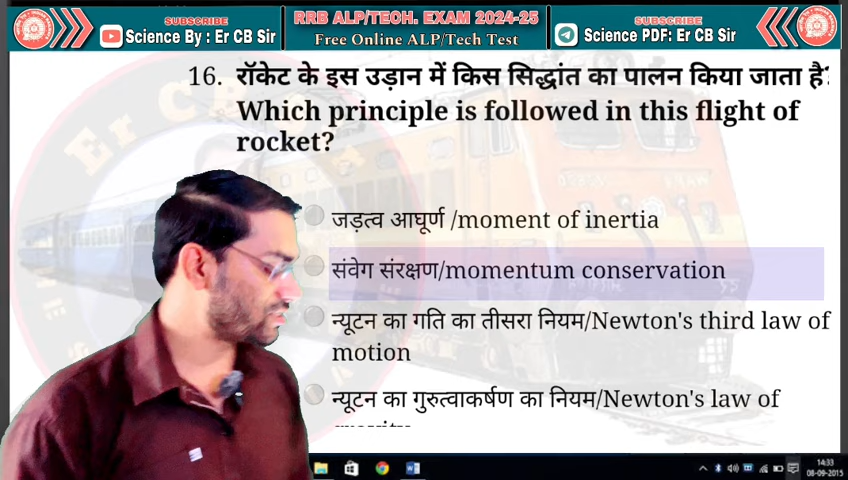 SUBSCRIBE
Science By : Er CB Sir
RRB ALP/TECH. EXAM 2024-25
Free Online ALP/Tech Test
SUBSCRIBE
Science PDF: Er CB Sir
16. रॉकेट के इस उड़ान में किस सिद्धांत का पालन किया जाता है?
Which principle is followed in this flight of
rocket?
जड़त्व आघूर्ण /moment of inertia
संवेग संरक्षण/momentum conservation
न्यूटन का गति का तीसरा नियम/Newton's third law of
motion
न्यूटन का गुरुत्वाकर्षण का नियम/Newton's law of
14:33
08-09-2015